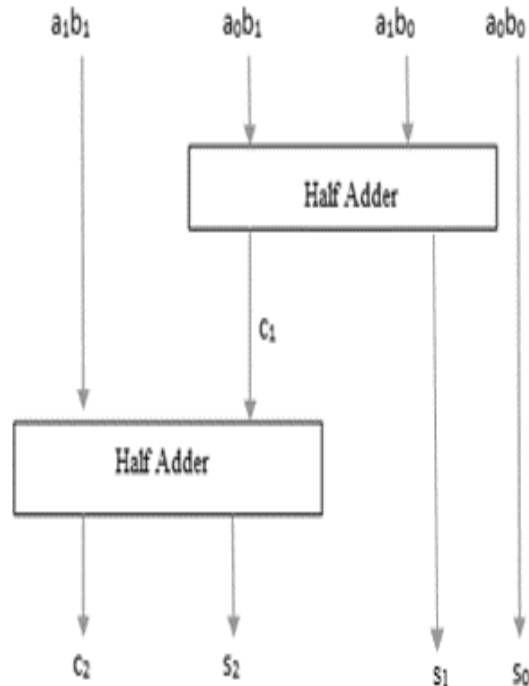 a₁b₁ a₀b₁ a₁b₀ a₀b₀
Half Adder
c₁
Half Adder
c₂ s₂ s₁ s₀